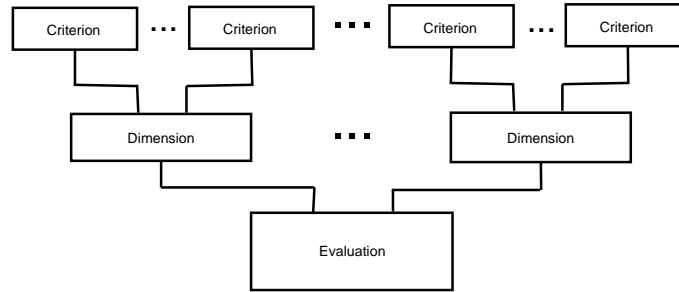 Criterion ... Criterion ... Criterion ... Criterion
Dimension ... Dimension
Evaluation